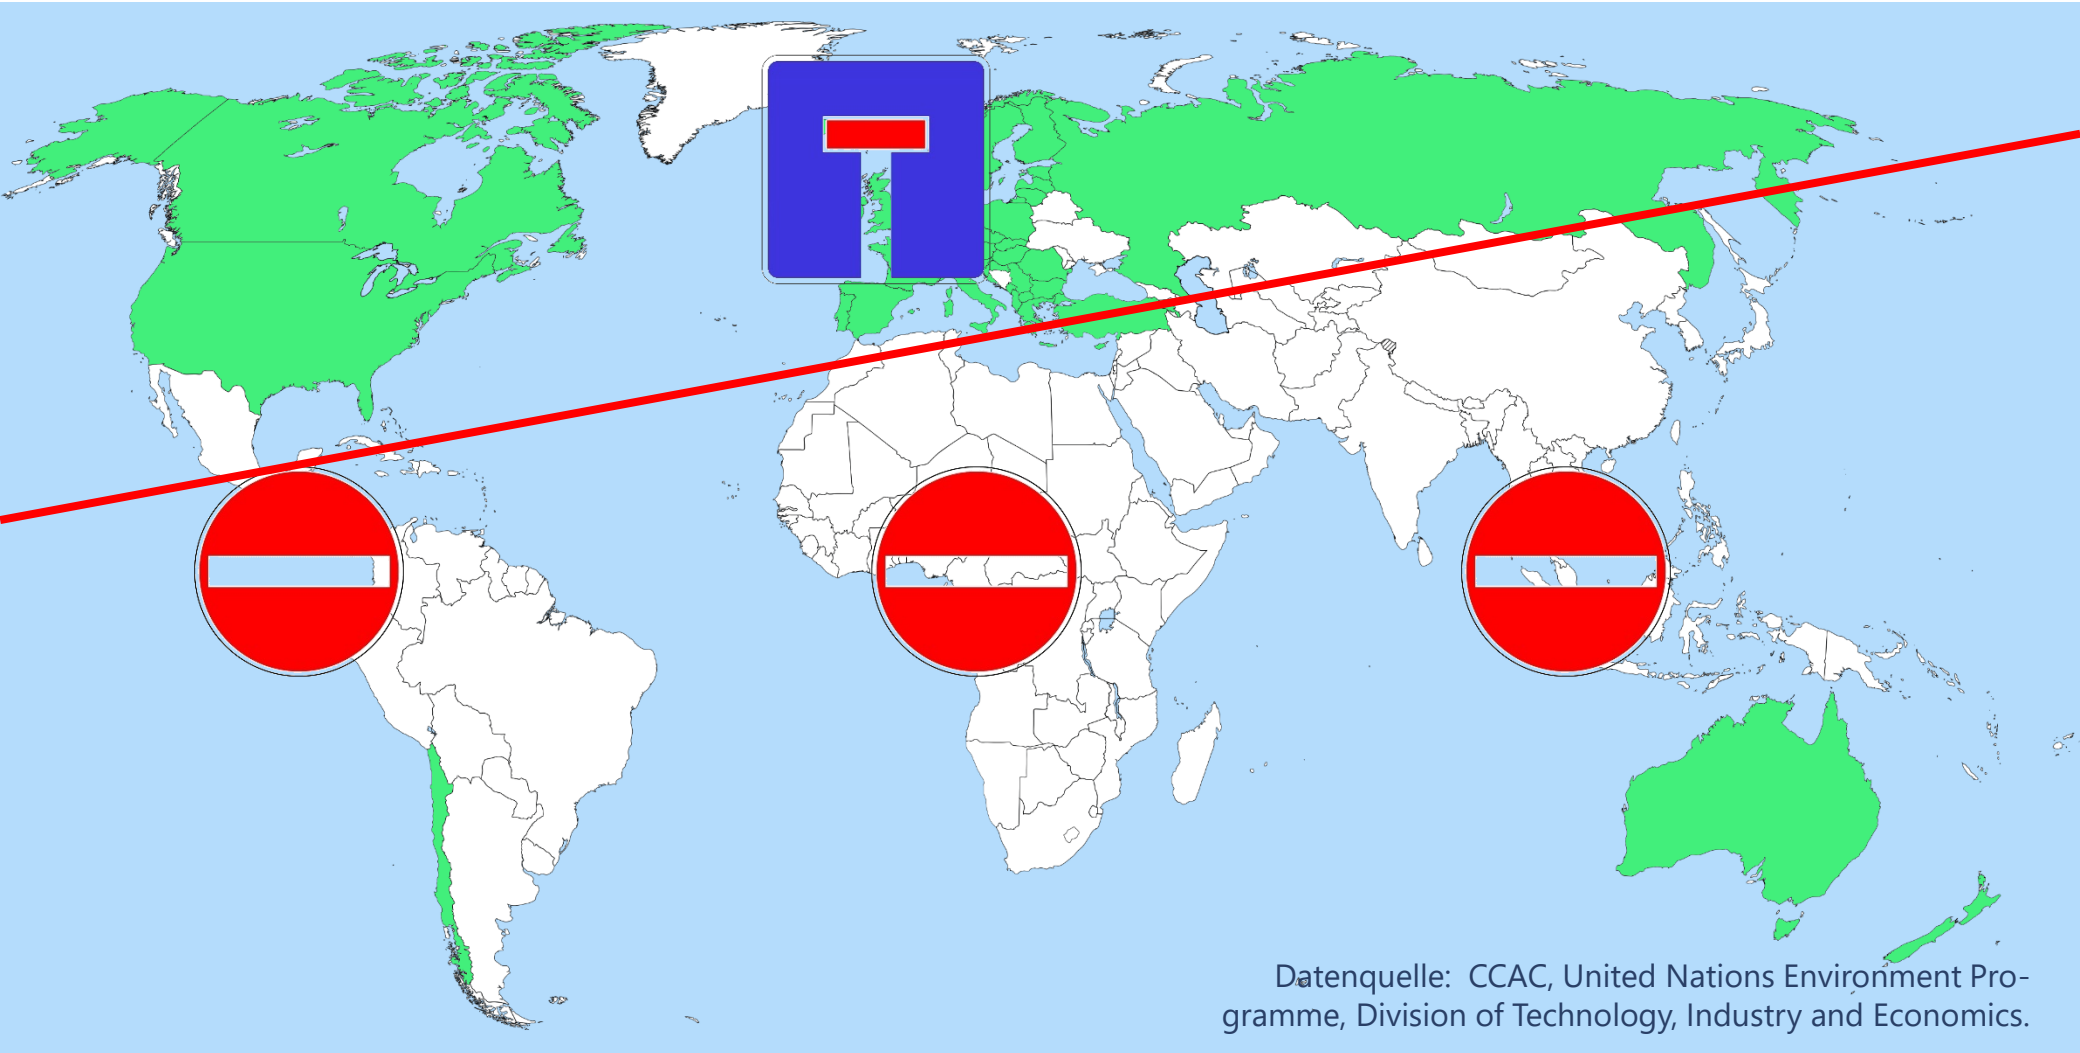 Datenquelle:  CCAC, United Nations Environment Pro-
gramme, Division of Technology, Industry and Economics.